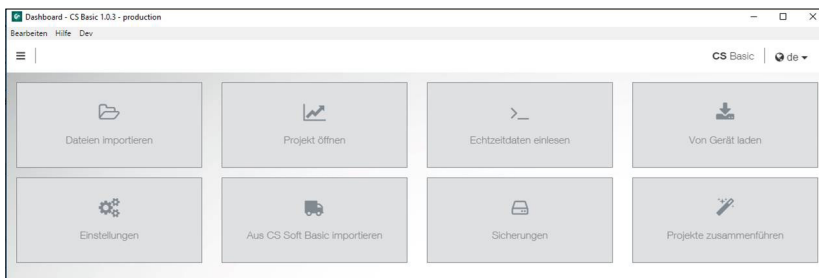 Dashboard - CS Basic 1.0.3 - production
Bearbeiten Hilfe Dev
CS Basic de
Dateien importieren Projekt öffnen Echtzeitdaten einlesen Von Gerät laden
Einstellungen Aus CS Soft Basic importieren Sicherungen Projekte zusammenführen